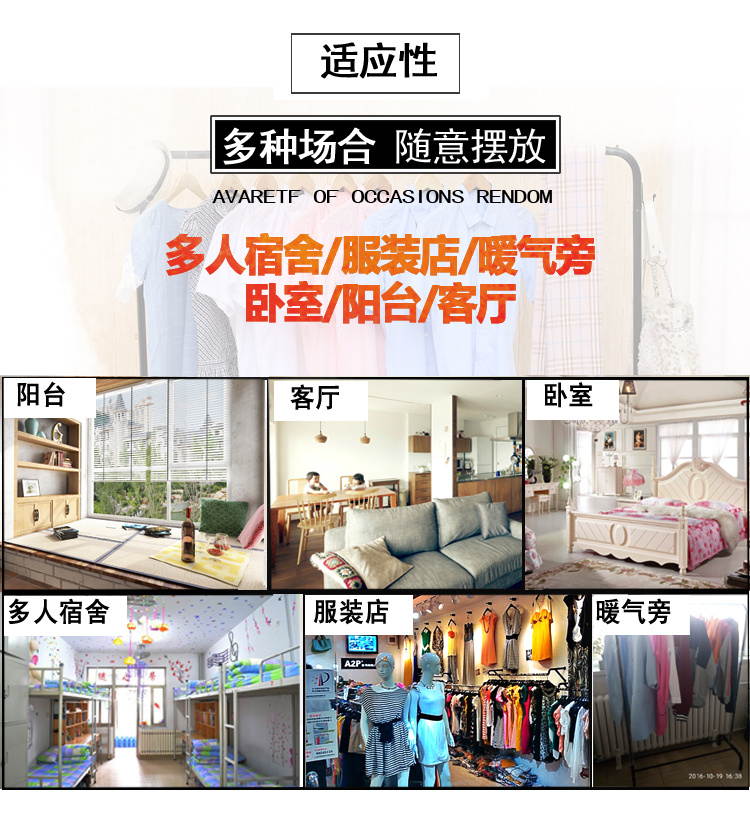 适应性
多种场合 随意摆放
AVARETF OF OCCASIONS RENDOM
多人宿舍/服装店/暖气旁
卧室/阳台/客厅
阳台
客厅
卧室
多人宿舍
服装店
暖气旁
A2P
2016-10-19 16:38